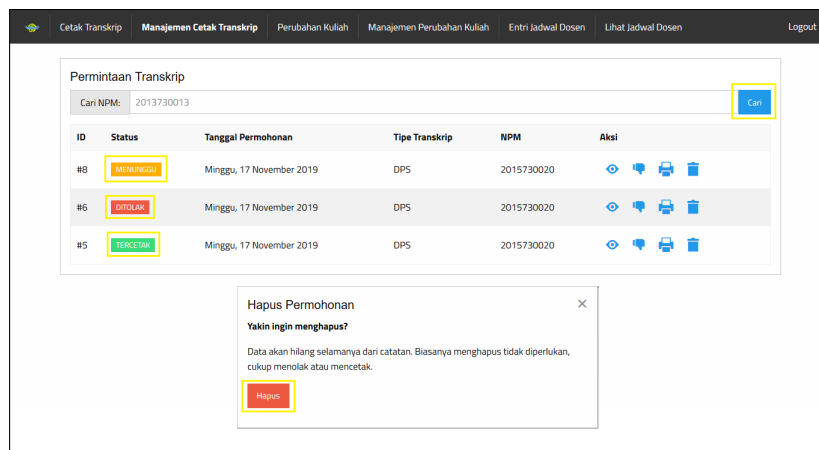 Cetak Transkrip Manajemen Cetak Transkrip Perubahan Kuliah Manajemen Perubahan Kuliah Entri Jadwal Dosen Lihat Jadwal Dosen Logout
Permintaan Transkrip
Cari NPM: 2013730013 Cari
ID Status Tanggal Permohonan Tipe Transkrip NPM Aksi
#8 MENUNGGU Minggu, 17 November 2019 DPS 2015730020
#6 DITOLAK Minggu, 17 November 2019 DPS 2015730020
#5 TERCETAK Minggu, 17 November 2019 DPS 2015730020
Hapus Permohonan ×
Yakin ingin menghapus?
Data akan hilang selamanya dari catatan. Biasanya menghapus tidak diperlukan,
cukup menolak atau mencetak.
Hapus